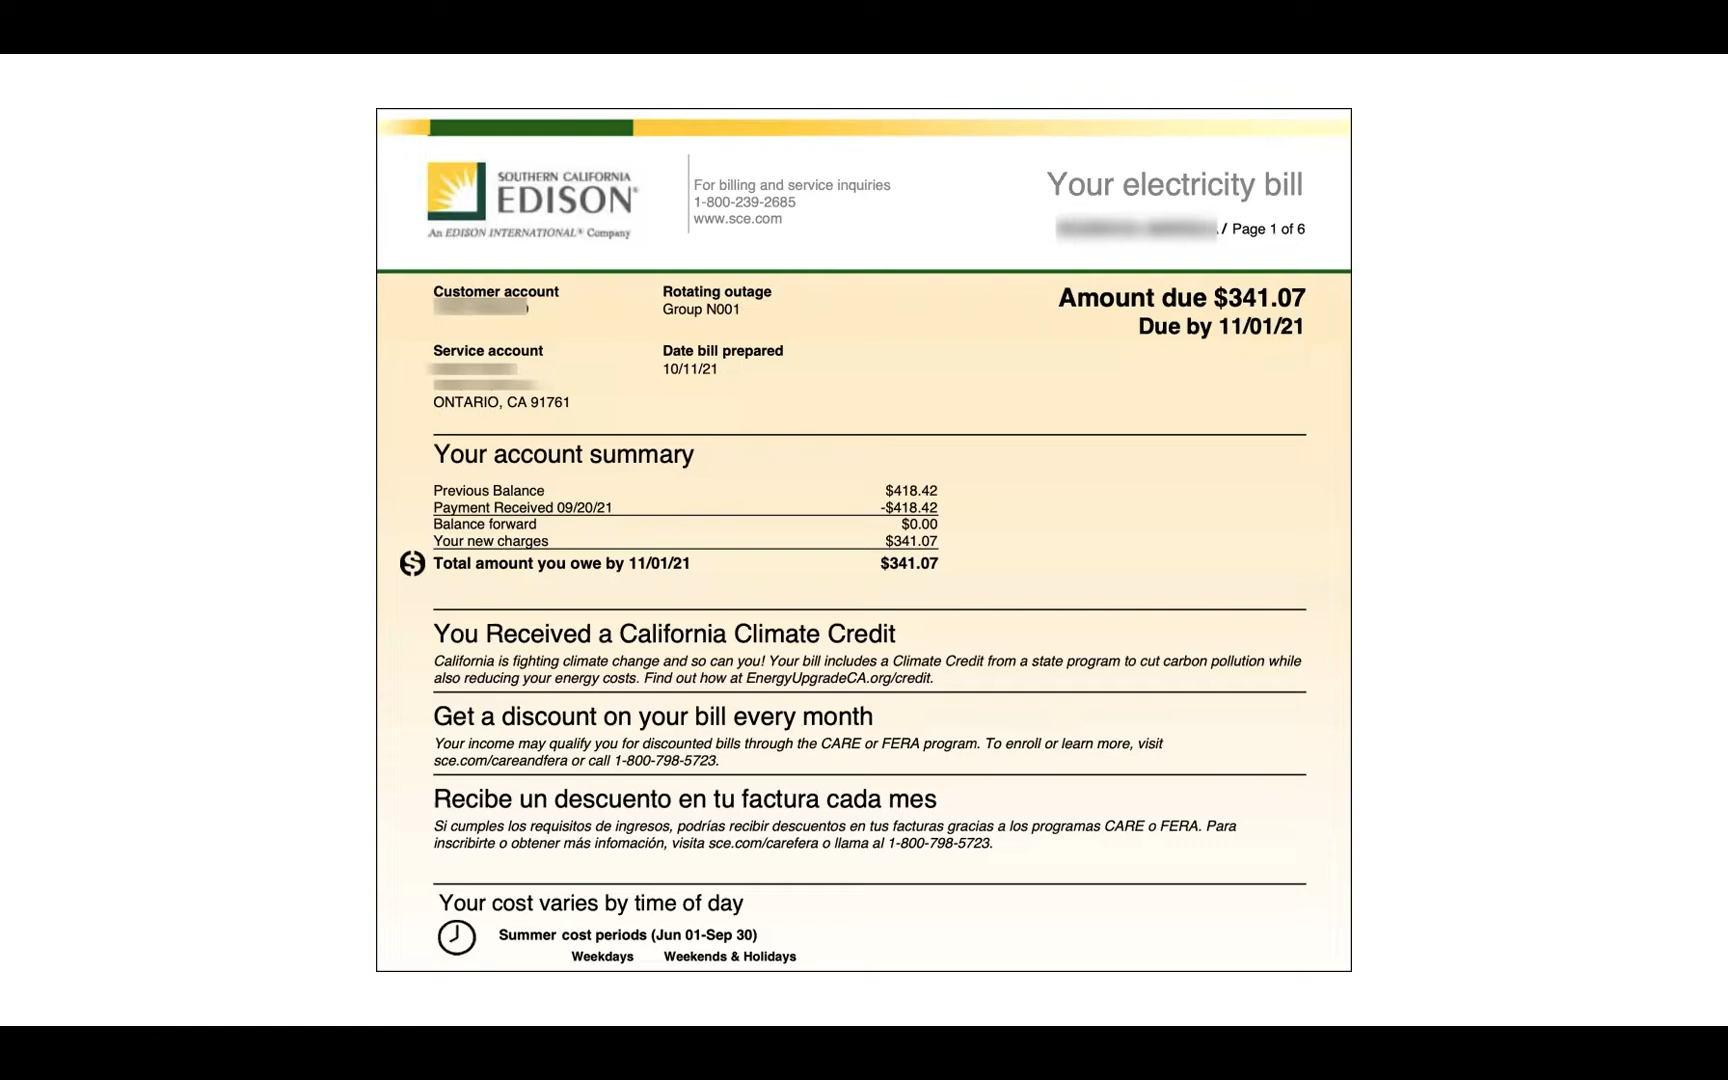 SOUTHERN CALIFORNIA
EDISON®
An EDISON INTERNATIONAL® Company
For billing and service inquiries
1-800-239-2685
www.sce.com
Your electricity bill
/ Page 1 of 6
Customer account
Rotating outage
Group N001
Amount due $341.07
Due by 11/01/21
Service account
ONTARIO, CA 91761
Date bill prepared
10/11/21
Your account summary
Previous Balance $418.42
Payment Received 09/20/21 -$418.42
Balance forward $0.00
Your new charges $341.07
Total amount you owe by 11/01/21 $341.07
You Received a California Climate Credit
California is fighting climate change and so can you! Your bill includes a Climate Credit from a state program to cut carbon pollution while
also reducing your energy costs. Find out how at EnergyUpgradeCA.org/credit.
Get a discount on your bill every month
Your income may qualify you for discounted bills through the CARE or FERA program. To enroll or learn more, visit
sce.com/careandfera or call 1-800-798-5723.
Recibe un descuento en tu factura cada mes
Si cumples los requisitos de ingresos, podrías recibir descuentos en tus facturas gracias a los programas CARE o FERA. Para
inscribirte o obtener más infomación, visita sce.com/carefera o llama al 1-800-798-5723.
Your cost varies by time of day
Summer cost periods (Jun 01-Sep 30)
Weekdays Weekends & Holidays